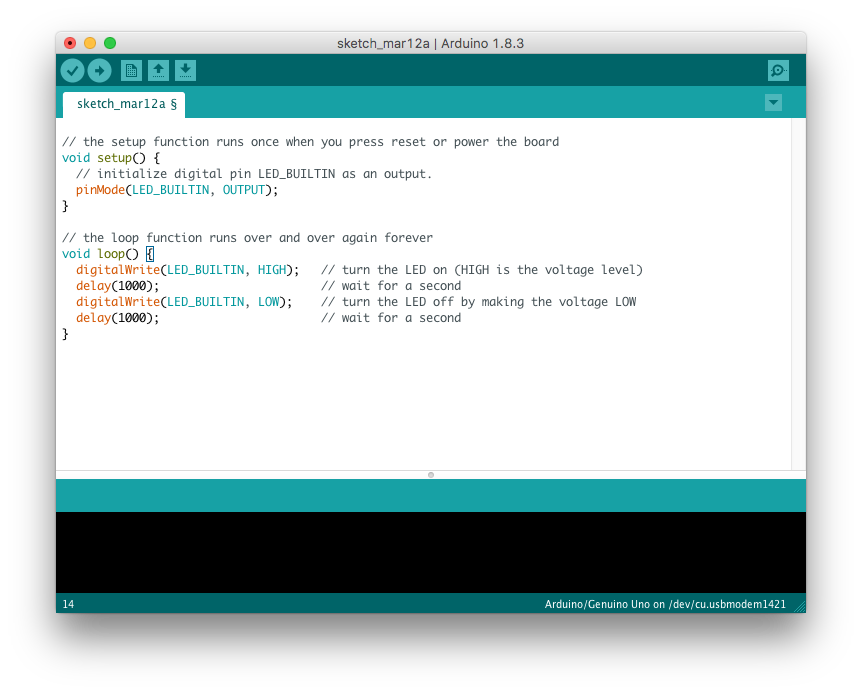 sketch_mar12a | Arduino 1.8.3
sketch_mar12a §
// the setup function runs once when you press reset or power the board
void setup() {
  // initialize digital pin LED_BUILTIN as an output.
  pinMode(LED_BUILTIN, OUTPUT);
}
// the loop function runs over and over again forever
void loop() {
  digitalWrite(LED_BUILTIN, HIGH);   // turn the LED on (HIGH is the voltage level)
  delay(1000);                       // wait for a second
  digitalWrite(LED_BUILTIN, LOW);    // turn the LED off by making the voltage LOW
  delay(1000);                       // wait for a second
}
14 Arduino/Genuino Uno on /dev/cu.usbmodem1421